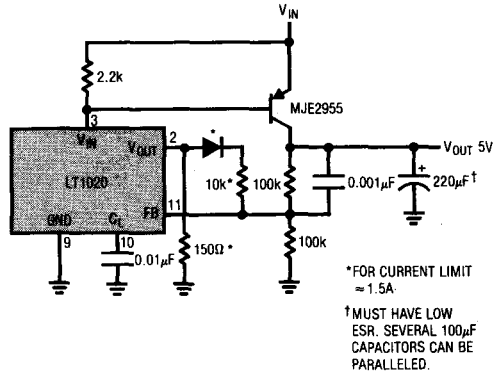 V_IN
2.2k
MJE2955
3
V_IN
V_OUT
2
*
LT1020
10k*
100k
0.001µF
+
220µF†
V_OUT 5V
FB
11
GND
C_L
9
10
0.01µF
150Ω*
100k
*FOR CURRENT LIMIT
≈1.5A
†MUST HAVE LOW
ESR. SEVERAL 100µF
CAPACITORS CAN BE
PARALLELED.